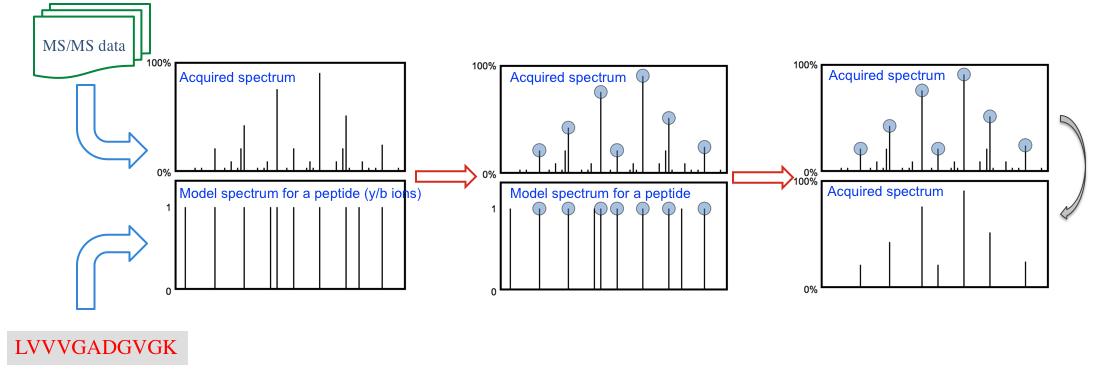 MS/MS data
100%
Acquired spectrum
0%
Model spectrum for a peptide (y/b ions)
1
0
LVVVGADGVGK
100%
Acquired spectrum
0%
Model spectrum for a peptide
1
0
100%
Acquired spectrum
0%
100%
Acquired spectrum
0%